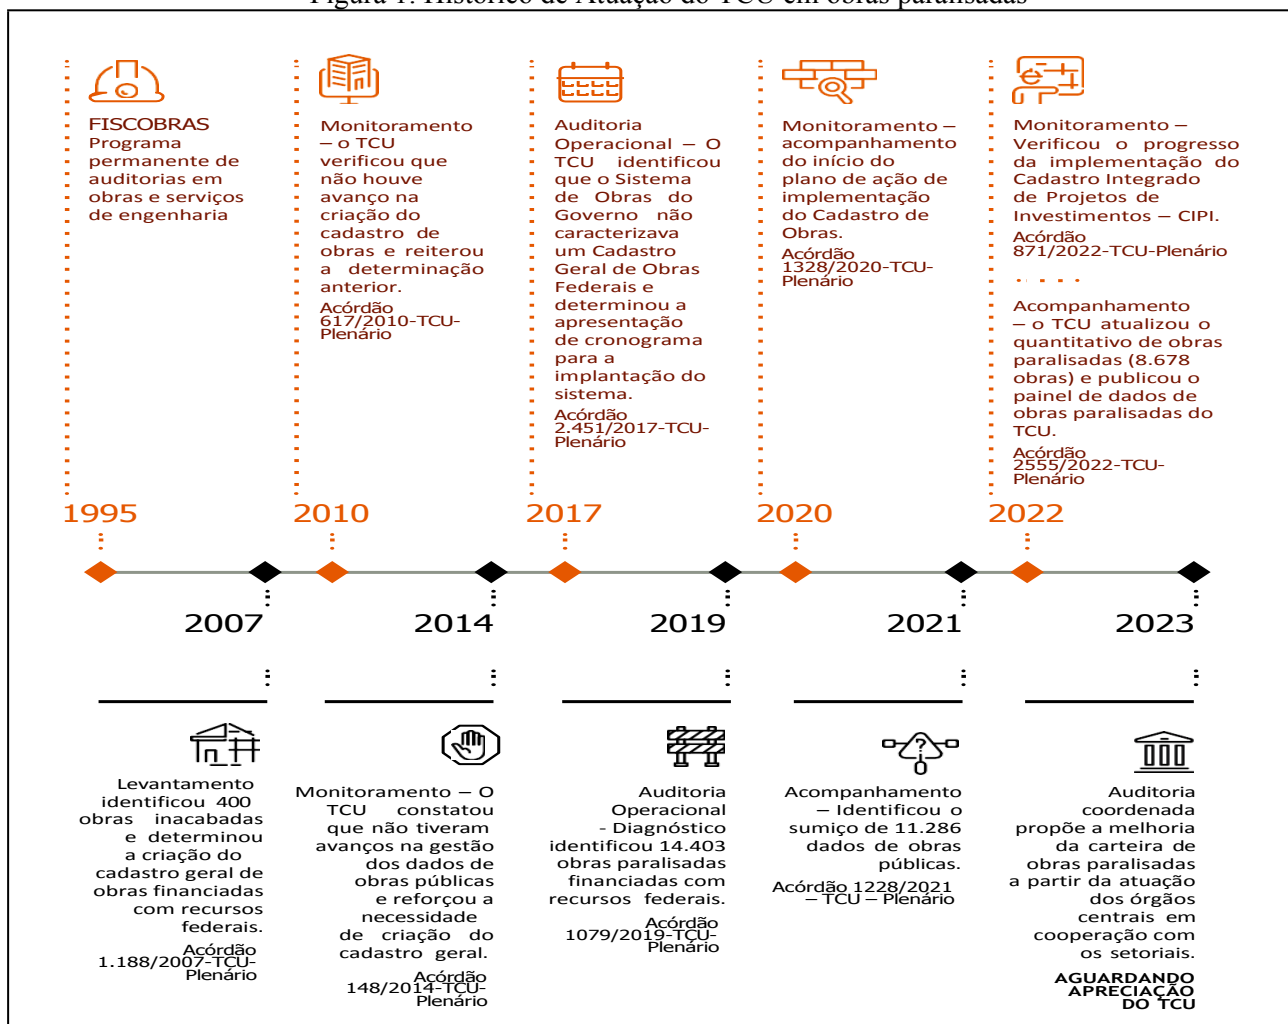 Figura 1: Histórico de Atuação do TCU em obras paralisadas
FISCOBRAS
Programa
permanente de
auditorias em
obras e serviços
de engenharia
1995
Monitoramento
– o TCU
verificou que
não houve
avanço na
criação do
cadastro de
obras e reiterou
a determinação
anterior.
Acórdão
617/2010-TCU-
Plenário
2010
Auditoria
Operacional – O
TCU identificou
que o Sistema
de Obras do
Governo não
caracterizava
um Cadastro
Geral de Obras
Federais e
determinou a
apresentação
de cronograma
para a
implantação do
sistema.
Acórdão
2.451/2017-TCU-
Plenário
2017
Monitoramento –
acompanhamento
do início do
plano de ação de
implementação
do Cadastro de
Obras.
Acórdão
1328/2020-TCU-
Plenário
2020
Monitoramento –
Verificou o progresso
da implementação do
Cadastro Integrado
de Projetos de
Investimentos – CIPI.
Acórdão
871/2022-TCU-Plenário
Acompanhamento
– o TCU atualizou o
quantitativo de obras
paralisadas (8.678
obras) e publicou o
painel de dados de
obras paralisadas do
TCU.
Acórdão
2555/2022-TCU-
Plenário
2022
2007
Levantamento
identificou 400
obras inacabadas
e determinou
a criação do
cadastro geral de
obras financiadas
com recursos
federais.
Acórdão
1.188/2007-TCU-
Plenário
2014
Monitoramento – O
TCU constatou
que não tiveram
avanços na gestão
dos dados de
obras públicas
e reforçou a
necessidade
de criação do
cadastro geral.
Acórdão
148/2014-TCU-
Plenário
2019
Auditoria
Operacional
- Diagnóstico
identificou 14.403
obras paralisadas
financiadas com
recursos federais.
Acórdão
1079/2019-TCU-
Plenário
2021
?
Acompanhamento
– Identificou o
sumiço de 11.286
dados de obras
públicas.
Acórdão 1228/2021
– TCU – Plenário
2023
Auditoria
coordenada
propõe a melhoria
da carteira de
obras paralisadas
a partir da atuação
dos órgãos
centrais em
cooperação com
os setoriais.
AGUARDANDO
APRECIAÇÃO
DO TCU